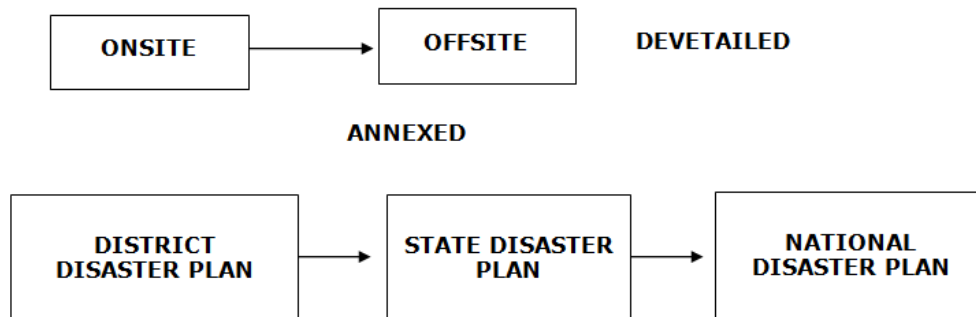 ONSITE
OFFSITE
DEVETAILED
ANNEXED
DISTRICT
DISASTER PLAN
STATE DISASTER
PLAN
NATIONAL
DISASTER PLAN